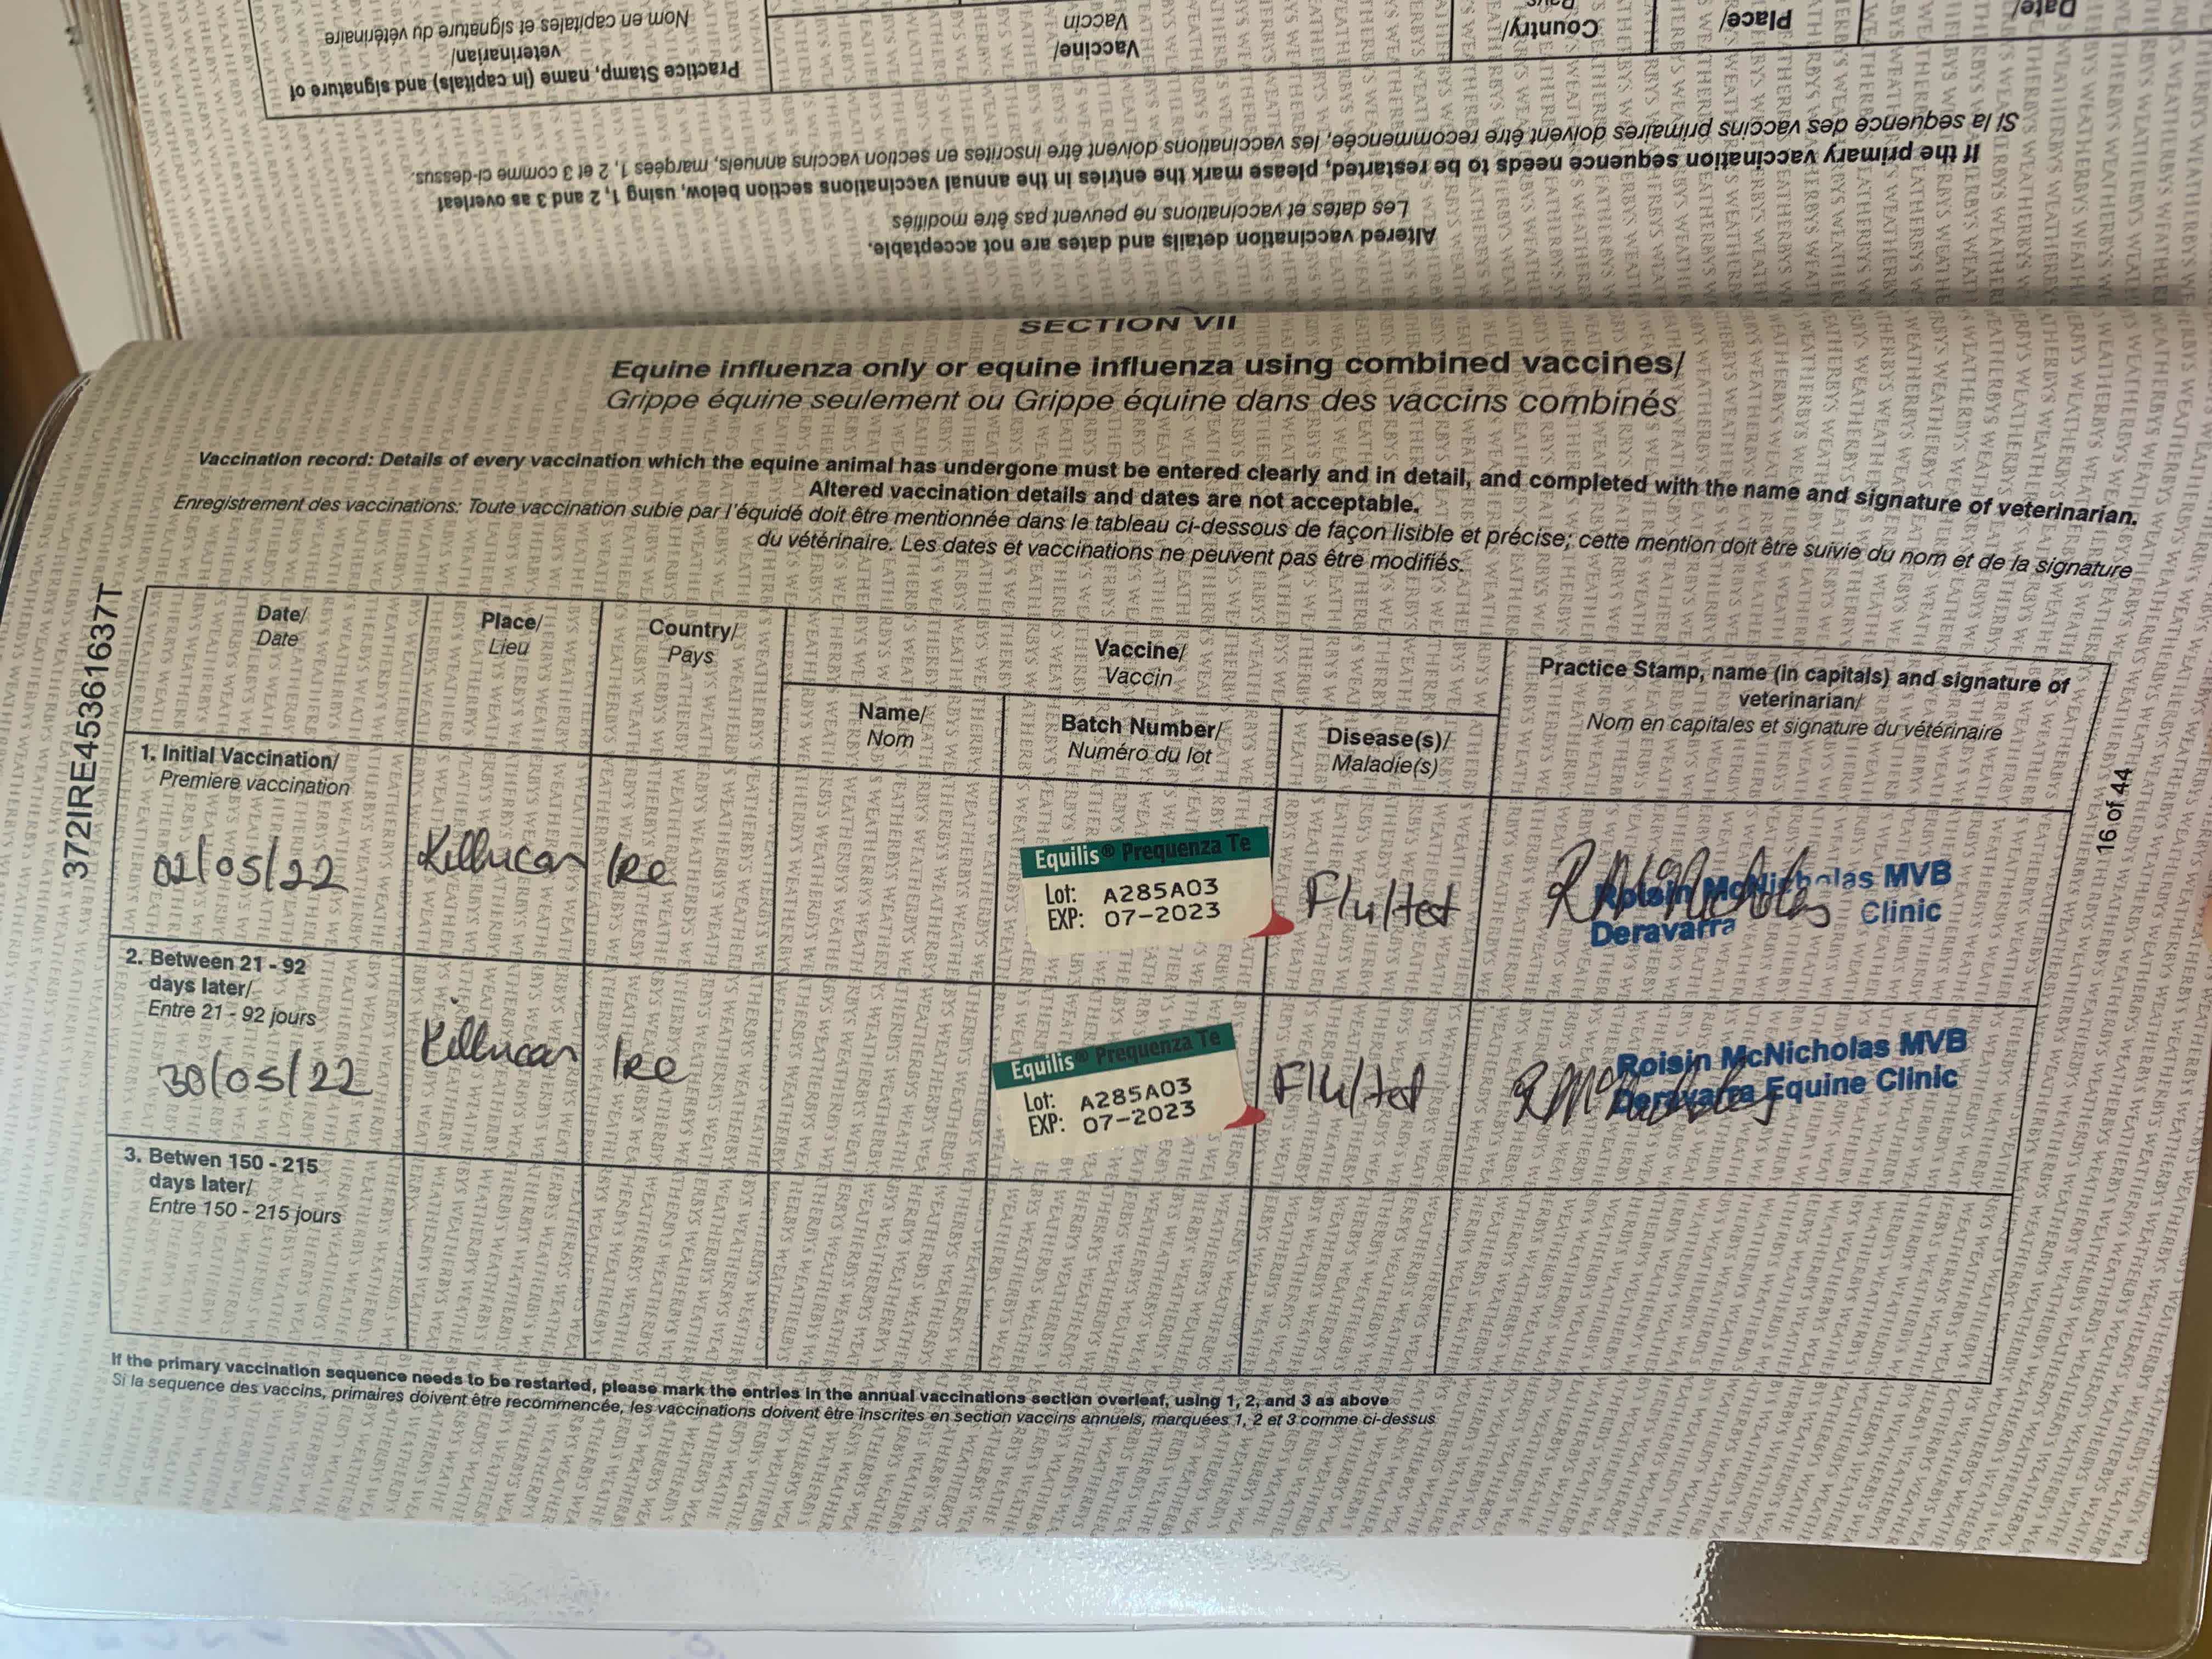 Date/
Place/
Country/
Vaccine/
Vaccin
Practice Stamp, name (in capitals) and signature of
veterinarian/
Nom en capitales et signature du vétérinaire
If the primary vaccination sequence needs to be restarted, please mark the entries in the annual vaccinations section below, using 1, 2 and 3 as overleaf
Si la sequence des vaccins primaires doivent être recommencée, les vaccinations doivent être inscrites en section vaccins annuels, marqées 1, 2 et 3 comme ci-dessus.
Altered vaccination details and dates are not acceptable.
Les dates et vaccinations ne peuvent pas être modifiés
SECTION VII
Equine influenza only or equine influenza using combined vaccines/
Grippe équine seulement ou Grippe équine dans des vaccins combinés
Vaccination record: Details of every vaccination which the equine animal has undergone must be entered clearly and in detail, and completed with the name and signature of veterinarian.
Altered vaccination details and dates are not acceptable.
Enregistrement des vaccinations: Toute vaccination subie par l'équidé doit être mentionnée dans le tableau ci-dessous de façon lisible et précise; cette mention doit être suivie du nom et de la signature
du vétérinaire. Les dates et vaccinations ne peuvent pas être modifiés.
372IRE45361637T
Date/
Date
Place/
Lieu
Country/
Pays
Vaccine/
Vaccin
Name/
Nom
Batch Number/
Numéro du lot
Disease(s)/
Maladie(s)
Practice Stamp, name (in capitals) and signature of
veterinarian/
Nom en capitales et signature du vétérinaire
16 of 44
1. Initial Vaccination/
Premiere vaccination
02/05/22
Killucan
Ire
Equilis® Prequenza Te
Lot: A285A03
EXP: 07-2023
Flu/tet
R McNicholas
Roisin McNicholas MVB
Deravarra Clinic
2. Between 21 - 92
days later/
Entre 21 - 92 jours
30/05/22
Killucan
Ire
Equilis® Prequenza Te
Lot: A285A03
EXP: 07-2023
Flu/tet
R McNicholas
Roisin McNicholas MVB
Deravarra Equine Clinic
3. Betwen 150 - 215
days later/
Entre 150 - 215 jours
If the primary vaccination sequence needs to be restarted, please mark the entries in the annual vaccinations section overleaf, using 1, 2, and 3 as above
Si la sequence des vaccins, primaires doivent être recommencée, les vaccinations doivent être inscrites en section vaccins annuels, marquées 1, 2 et 3 comme ci-dessus